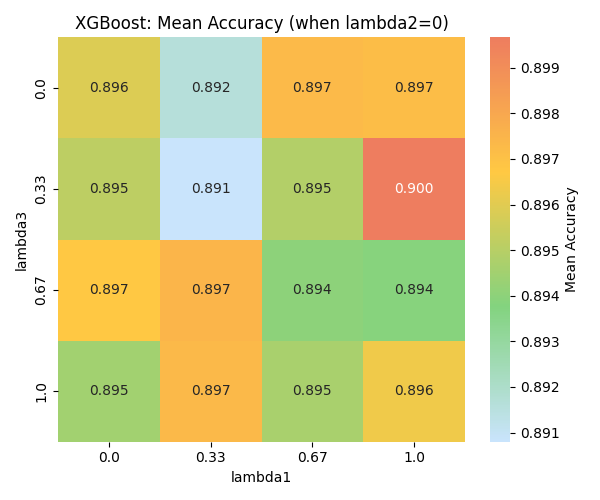 XGBoost: Mean Accuracy (when lambda2=0)
0.0 0.896 0.892 0.897 0.897
0.33 0.895 0.891 0.895 0.900
0.67 0.897 0.897 0.894 0.894
1.0 0.895 0.897 0.895 0.896
0.0 0.33 0.67 1.0
lambda1
lambda3
0.899
0.898
0.897
0.896
0.895
0.894
0.893
0.892
0.891
Mean Accuracy